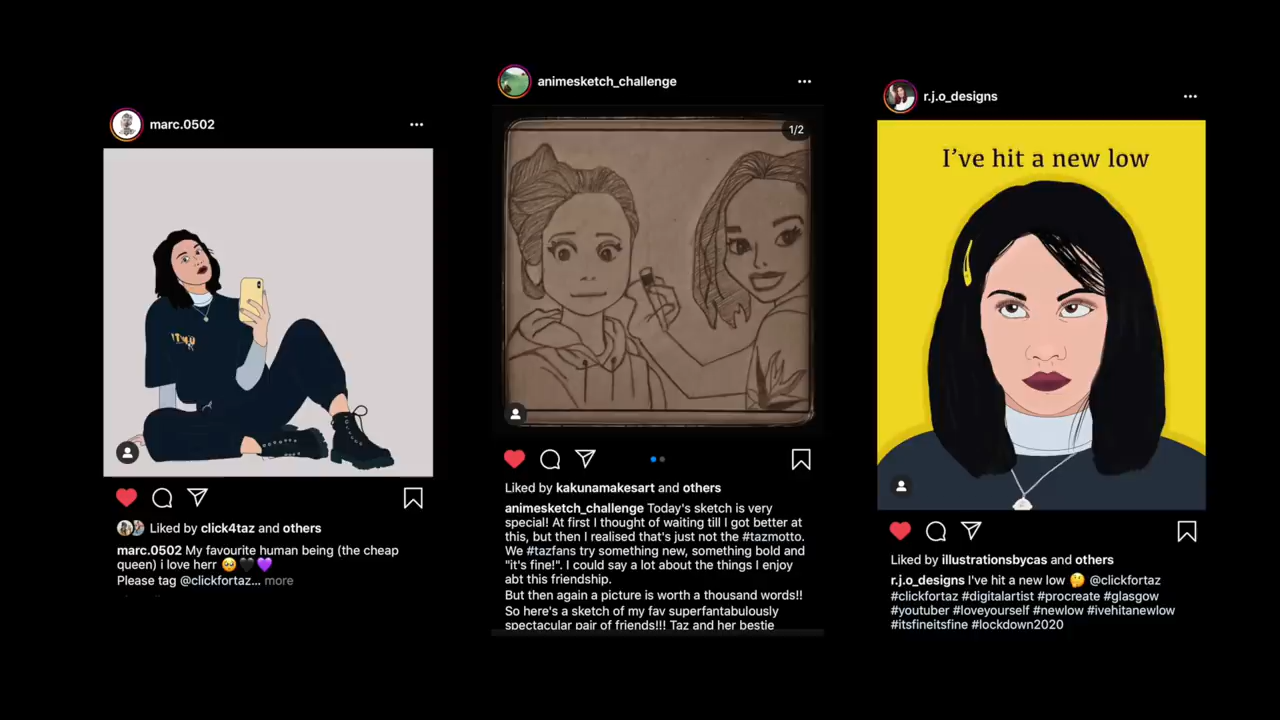 marc.0502
Liked by click4taz and others
marc.0502 My favourite human being (the cheap
queen) i love herr 🥺🖤💜
Please tag @clickfortaz... more
animesketch_challenge
1/2
Liked by kakunamakesart and others
animesketch_challenge Today's sketch is very
special! At first I thought of waiting till I got better at
this, but then I realised that's just not the #tazmotto.
We #tazfans try something new, something bold and
"it's fine!". I could say a lot about the things I enjoy
abt this friendship.
But then again a picture is worth a thousand words!!
So here's a sketch of my fav superfantabulously
spectacular pair of friends!!! Taz and her bestie
r.j.o_designs
I've hit a new low
Liked by illustrationsbycas and others
r.j.o_designs I've hit a new low 🤔 @clickfortaz
#clickfortaz #digitalartist #procreate #glasgow
#youtuber #loveyourself #newlow #ivehitanewlow
#itsfineitsfine #lockdown2020